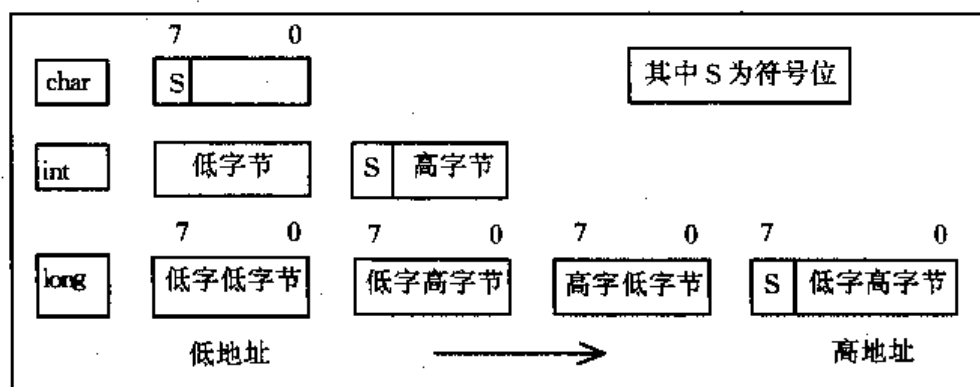 7 0
char S 其中S为符号位
int 低字节 S 高字节
7 0 7 0 7 0 7 0
long 低字低字节 低字高字节 高字低字节 S 低字高字节
低地址 高地址